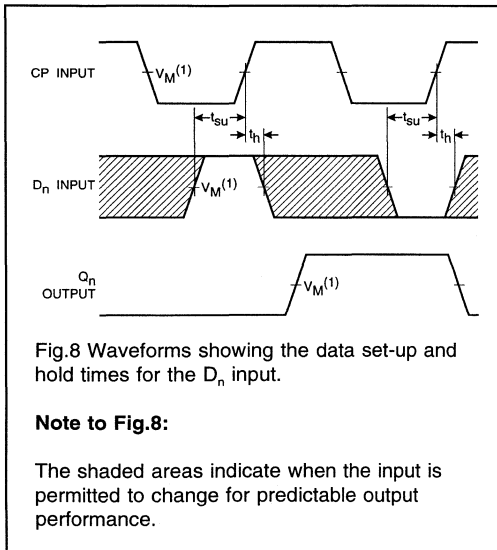 CP INPUT
VM(1)
tsu
th
tsu
th
Dn INPUT
VM(1)
Qn
OUTPUT
VM(1)
Fig.8 Waveforms showing the data set-up and
hold times for the Dn input.
Note to Fig.8:
The shaded areas indicate when the input is
permitted to change for predictable output
performance.